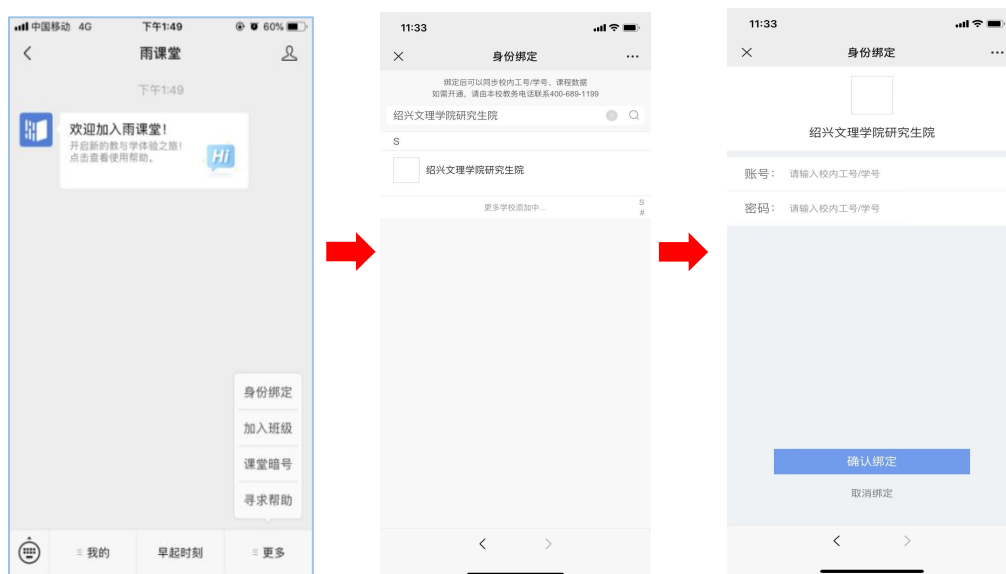 中国移动 4G 下午1:49 60%
雨课堂
下午1:49
欢迎加入雨课堂!
开启新的教与学体验之旅!
点击查看使用帮助。
Hi
身份绑定
加入班级
课堂暗号
寻求帮助
我的
早起时刻
更多
11:33
身份绑定
绑定后可以同步校内工号/学号、课程数据
如需开通,请由本校教务电话联系400-689-1199
绍兴文理学院研究生院
S
绍兴文理学院研究生院
更多学校添加中...
S
#
11:33
身份绑定
绍兴文理学院研究生院
账号: 请输入校内工号/学号
密码: 请输入校内工号/学号
确认绑定
取消绑定